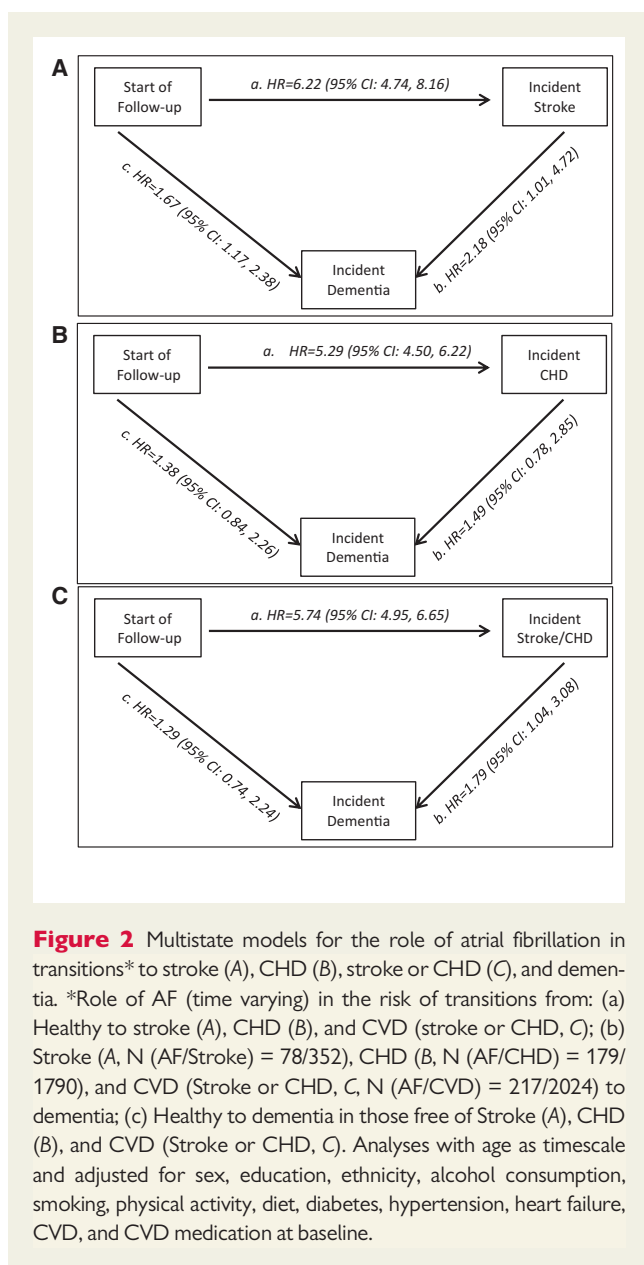 A
Start of
Follow-up
a. HR=6.22 (95% CI: 4.74, 8.16)
Incident
Stroke
c. HR=1.67 (95% CI: 1.17, 2.38)
b. HR=2.18 (95% CI: 1.01, 4.72)
Incident
Dementia
B
Start of
Follow-up
a. HR=5.29 (95% CI: 4.50, 6.22)
Incident
CHD
c. HR=1.38 (95% CI: 0.84, 2.26)
b. HR=1.49 (95% CI: 0.78, 2.85)
Incident
Dementia
C
Start of
Follow-up
a. HR=5.74 (95% CI: 4.95, 6.65)
Incident
Stroke/CHD
c. HR=1.29 (95% CI: 0.74, 2.24)
b. HR=1.79 (95% CI: 1.04, 3.08)
Incident
Dementia
Figure 2 Multistate models for the role of atrial fibrillation in
transitions* to stroke (A), CHD (B), stroke or CHD (C), and demen-
tia. *Role of AF (time varying) in the risk of transitions from: (a)
Healthy to stroke (A), CHD (B), and CVD (stroke or CHD, C); (b)
Stroke (A, N (AF/Stroke) = 78/352), CHD (B, N (AF/CHD) = 179/
1790), and CVD (Stroke or CHD, C, N (AF/CVD) = 217/2024) to
dementia; (c) Healthy to dementia in those free of Stroke (A), CHD
(B), and CVD (Stroke or CHD, C). Analyses with age as timescale
and adjusted for sex, education, ethnicity, alcohol consumption,
smoking, physical activity, diet, diabetes, hypertension, heart failure,
CVD, and CVD medication at baseline.